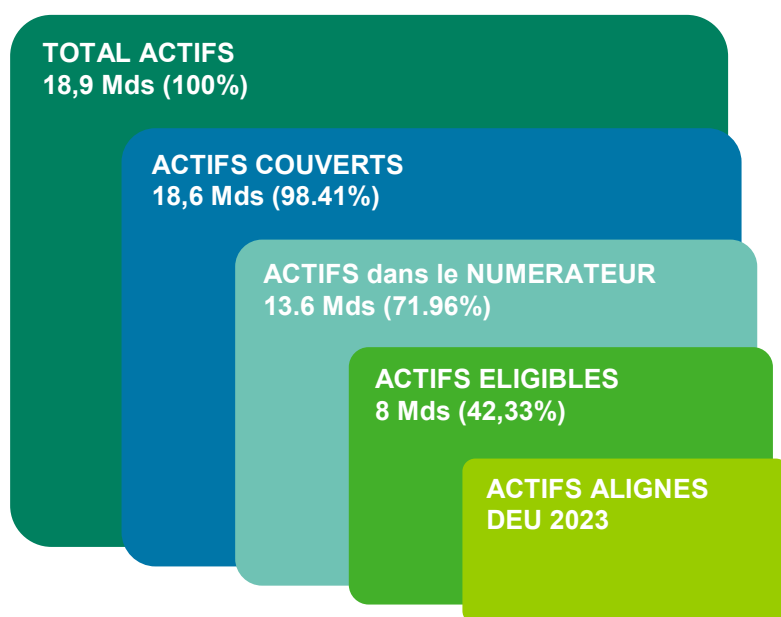 TOTAL ACTIFS
18,9 Mds (100%)
ACTIFS COUVERTS
18,6 Mds (98.41%)
ACTIFS dans le NUMERATEUR
13.6 Mds (71.96%)
ACTIFS ELIGIBLES
8 Mds (42,33%)
ACTIFS ALIGNES
DEU 2023